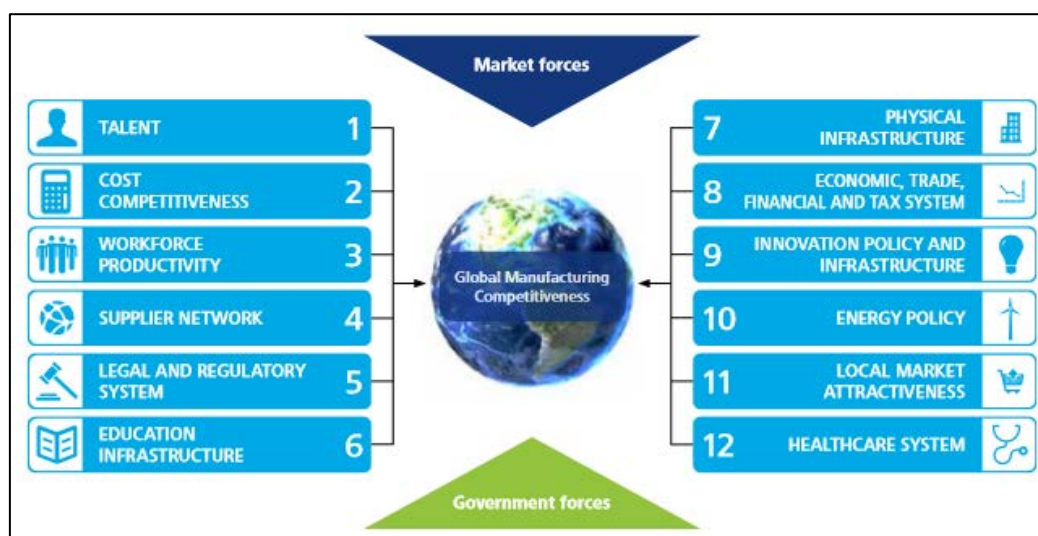 Market forces
TALENT 1
COST
COMPETITIVENESS 2
WORKFORCE
PRODUCTIVITY 3
SUPPLIER NETWORK 4
LEGAL AND REGULATORY
SYSTEM 5
EDUCATION
INFRASTRUCTURE 6
Global Manufacturing
Competitiveness
7 PHYSICAL
INFRASTRUCTURE
8 ECONOMIC, TRADE,
FINANCIAL AND TAX SYSTEM
9 INNOVATION POLICY AND
INFRASTRUCTURE
10 ENERGY POLICY
11 LOCAL MARKET
ATTRACTIVENESS
12 HEALTHCARE SYSTEM
Government forces